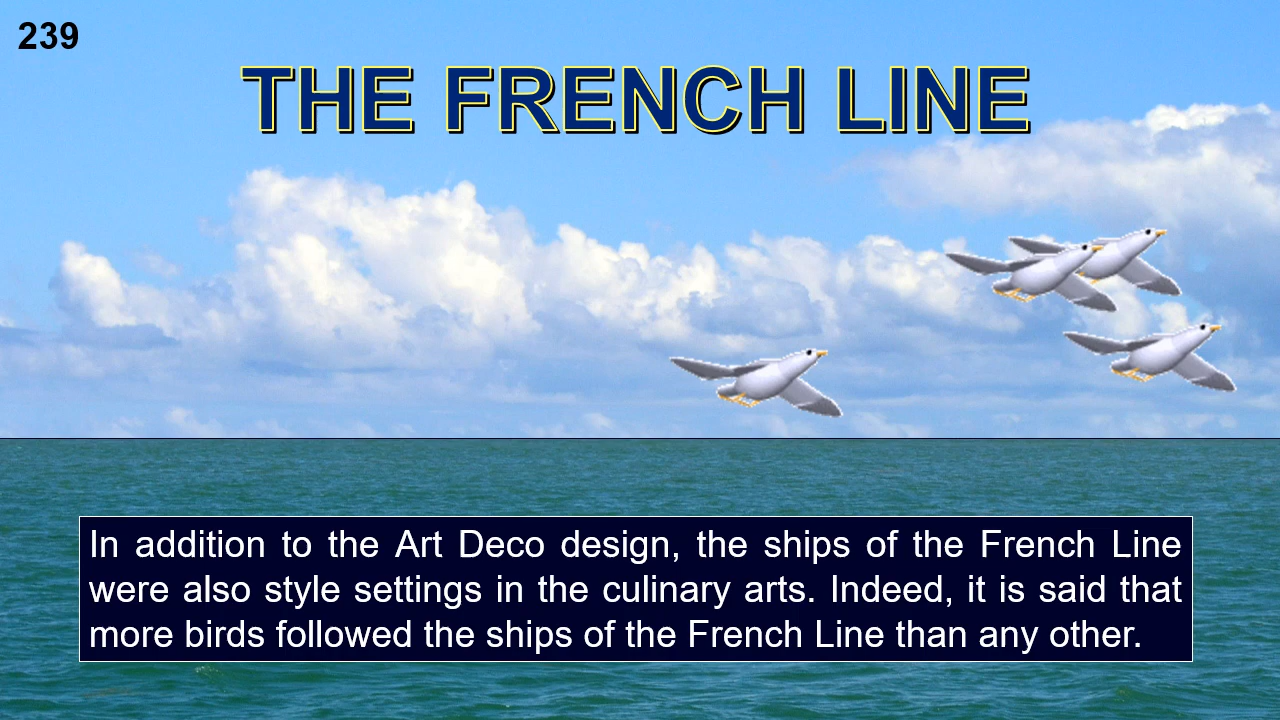 239
THE FRENCH LINE
In addition to the Art Deco design, the ships of the French Line
were also style settings in the culinary arts. Indeed, it is said that
more birds followed the ships of the French Line than any other.